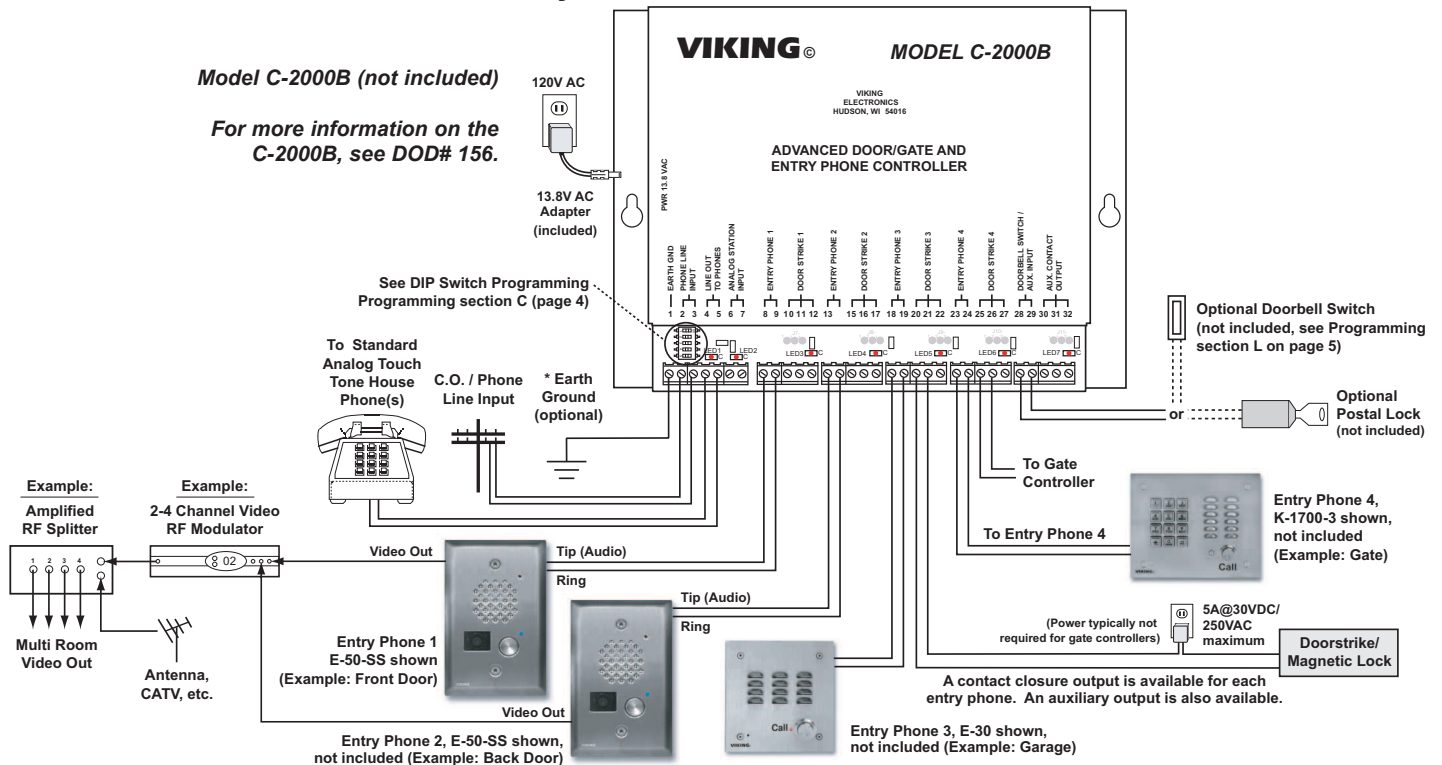 VIKING©
MODEL C-2000B
Model C-2000B (not included)
For more information on the
C-2000B, see DOD# 156.
120V AC
13.8V AC
Adapter
(included)
VIKING
ELECTRONICS
HUDSON, WI 54016
ADVANCED DOOR/GATE AND
ENTRY PHONE CONTROLLER
PWR 13.8 VAC
EARTH GND
PHONE LINE
INPUT
LINE OUT
TO PHONES
ANALOG STATION
INPUT
ENTRY PHONE 1
DOOR STRIKE 1
ENTRY PHONE 2
DOOR STRIKE 2
ENTRY PHONE 3
DOOR STRIKE 3
ENTRY PHONE 4
DOOR STRIKE 4
DOORBELL SWITCH /
AUX. INPUT
AUX. CONTACT
OUTPUT
1 2 3 4 5 6 7 8 9 10 11 12 13 14 15 16 17 18 19 20 21 22 23 24 25 26 27 28 29 30 31 32
LED1 C LED2 C LED3 C LED4 C LED5 C LED6 C LED7 C
See DIP Switch Programming
Programming section C (page 4)
To Standard
Analog Touch
Tone House
Phone(s)
C.O. / Phone
Line Input
* Earth
Ground
(optional)
Optional Doorbell Switch
(not included, see Programming
section L on page 5)
or
Optional
Postal Lock
(not included)
To Gate
Controller
To Entry Phone 4
Entry Phone 4,
K-1700-3 shown,
not included
(Example: Gate)
Call
VIKING
Example:
Amplified
RF Splitter
1 2 3 4
Example:
2-4 Channel Video
RF Modulator
02
Video Out
Tip (Audio)
Ring
Tip (Audio)
Ring
Multi Room
Video Out
Antenna,
CATV, etc.
Entry Phone 1
E-50-SS shown
(Example: Front Door)
VIKING
Video Out
Entry Phone 2, E-50-SS shown,
not included (Example: Back Door)
VIKING
Call
VIKING
Entry Phone 3, E-30 shown,
not included (Example: Garage)
(Power typically not
required for gate controllers)
5A@30VDC/
250VAC
maximum
Doorstrike/
Magnetic Lock
A contact closure output is available for each
entry phone. An auxiliary output is also available.